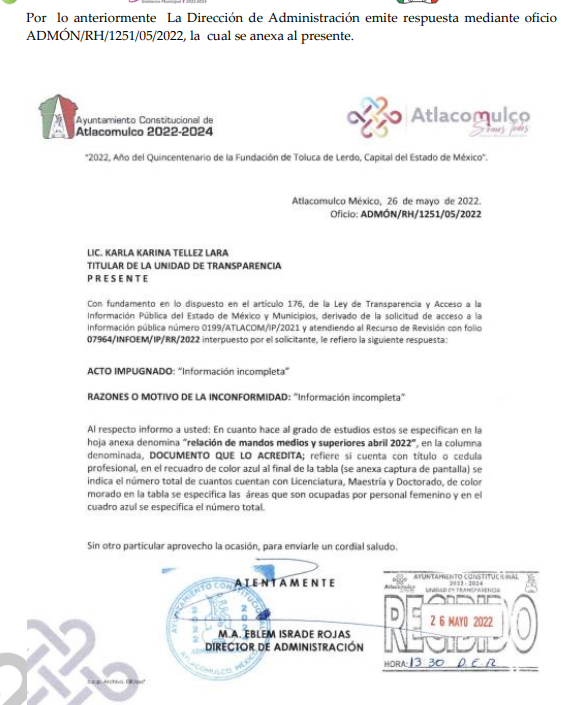 Por lo anteriormente La Dirección de Administración emite respuesta mediante oficio
ADMÓN/RH/1251/05/2022, la cual se anexa al presente.
Ayuntamiento Constitucional de
Atlacomulco 2022-2024
Atlacomulco
Somos Todos
"2022, Año del Quincentenario de la Fundación de Toluca de Lerdo, Capital del Estado de México".
Atlacomulco México, 26 de mayo de 2022.
Oficio: ADMÓN/RH/1251/05/2022
LIC. KARLA KARINA TELLEZ LARA
TITULAR DE LA UNIDAD DE TRANSPARENCIA
P R E S E N T E
Con fundamento en lo dispuesto en el artículo 176, de la Ley de Transparencia y Acceso a la
Información Pública del Estado de México y Municipios, derivado de la solicitud de acceso a la
Información pública número 0199/ATLACOM/IP/2021 y atendiendo al Recurso de Revisión con folio
07964/INFOEM/IP/RR/2022 interpuesto por el solicitante, le refiero la siguiente respuesta:
ACTO IMPUGNADO: "Información incompleta"
RAZONES O MOTIVO DE LA INCONFORMIDAD: "Información incompleta"
Al respecto informo a usted: En cuanto hace al grado de estudios estos se especifican en la
hoja anexa denomina "relación de mandos medios y superiores abril 2022", en la columna
denominada, DOCUMENTO QUE LO ACREDITA; refiere si cuenta con título o cedula
profesional, en el recuadro de color azul al final de la tabla (se anexa captura de pantalla) se
indica el número total de cuantos cuentan con Licenciatura, Maestría y Doctorado, de color
morado en la tabla se especifica las áreas que son ocupadas por personal femenino y en el
cuadro azul se especifica el número total.
Sin otro particular aprovecho la ocasión, para enviarle un cordial saludo.
ATENTAMENTE
M.A. EBLEM ISRADE ROJAS
DIRECTOR DE ADMINISTRACIÓN
AYUNTAMIENTO CONSTITUCIONAL
2022 - 2024
UNIDAD DE TRANSPARENCIA
RECIBIDO
26 MAYO 2022
HORA: 13 30 D.E.R